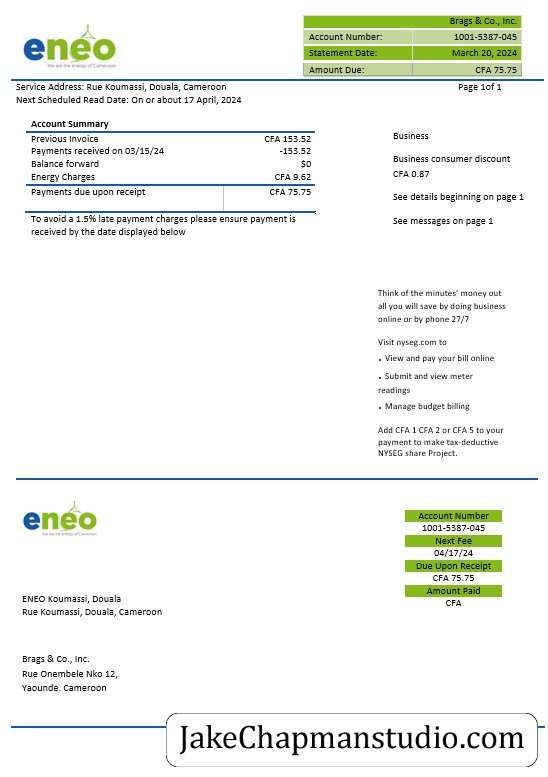 eneo
We are the energy of Cameroon
Brags & Co., Inc.
Account Number: 1001-5387-045
Statement Date: March 20, 2024
Amount Due: CFA 75.75
Service Address: Rue Koumassi, Douala, Cameroon
Page 1of 1
Next Scheduled Read Date: On or about 17 April, 2024
Account Summary
Previous Invoice CFA 153.52
Payments received on 03/15/24 -153.52
Balance forward $0
Energy Charges CFA 9.62
Payments due upon receipt CFA 75.75
To avoid a 1.5% late payment charges please ensure payment is
received by the date displayed below
Business
Business consumer discount
CFA 0.87
See details beginning on page 1
See messages on page 1
Think of the minutes' money out
all you will save by doing business
online or by phone 27/7
Visit nyseg.com to
• View and pay your bill online
• Submit and view meter
readings
• Manage budget billing
Add CFA 1 CFA 2 or CFA 5 to your
payment to make tax-deductive
NYSEG share Project.
eneo
We are the energy of Cameroon
Account Number
1001-5387-045
Next Fee
04/17/24
Due Upon Receipt
CFA 75.75
Amount Paid
CFA
ENEO Koumassi, Douala
Rue Koumassi, Douala, Cameroon
Brags & Co., Inc.
Rue Onembele Nko 12,
Yaounde. Cameroon
JakeChapmanstudio.com